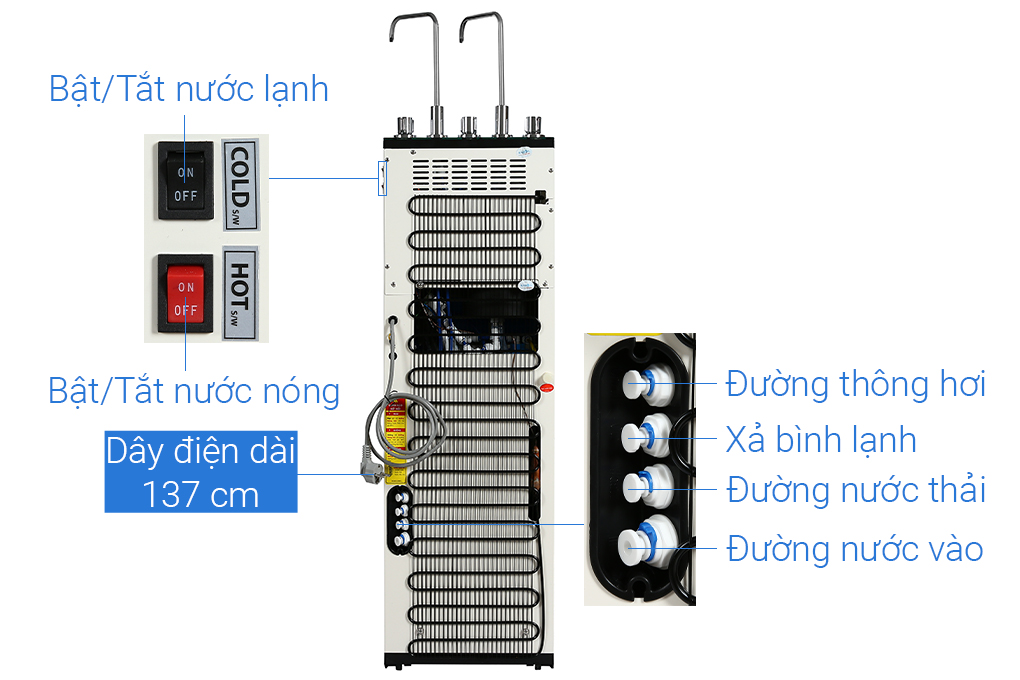 Bật/Tắt nước lạnh
ON
OFF
COLD S/W
ON
OFF
HOT S/W
Bật/Tắt nước nóng
Dây điện dài
137 cm
Đường thông hơi
Xả bình lạnh
Đường nước thải
Đường nước vào